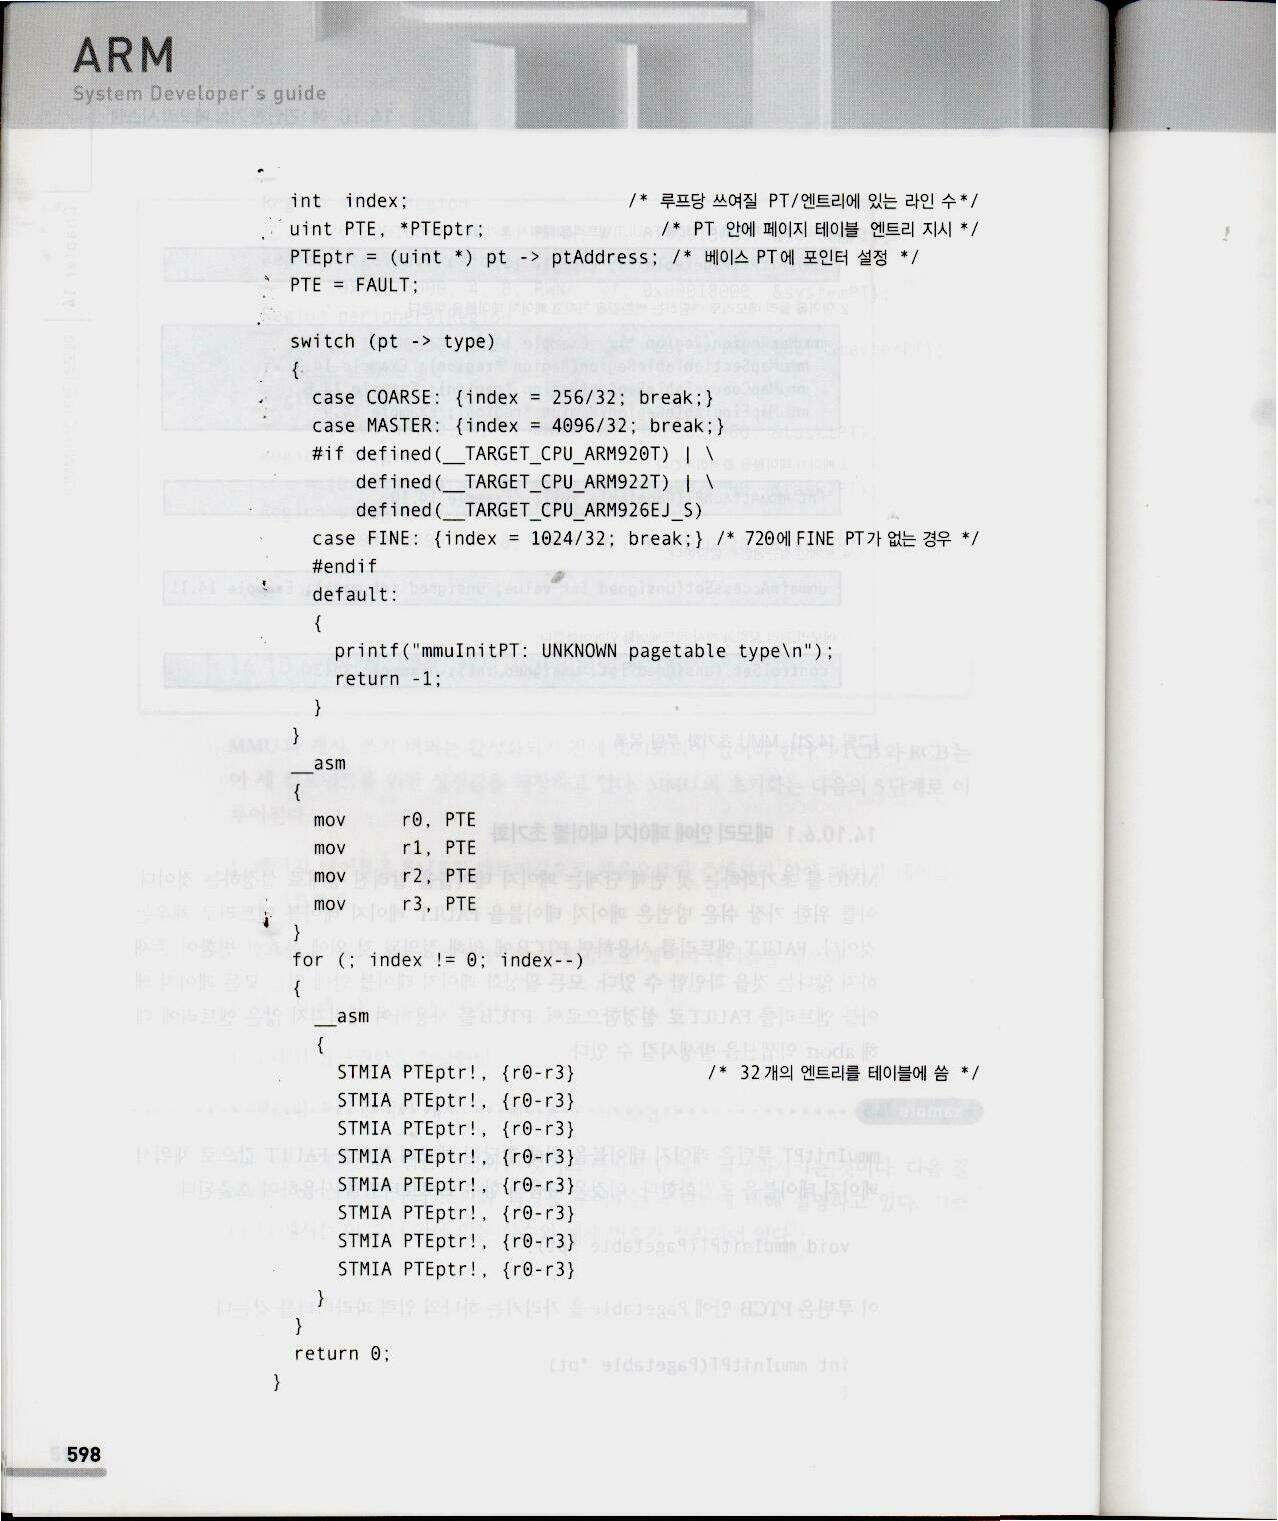 ARM
System Developer's guide
int index; /* 루프당 쓰여질 PT/엔트리에 있는 라인 수*/
uint PTE, *PTEptr; /* PT 안에 페이지 테이블 엔트리 지시 */
PTEptr = (uint *) pt -> ptAddress; /* 베이스 PT에 포인터 설정 */
PTE = FAULT;
switch (pt -> type)
{
case COARSE: {index = 256/32; break;}
case MASTER: {index = 4096/32; break;}
#if defined(__TARGET_CPU_ARM920T) | \
defined(__TARGET_CPU_ARM922T) | \
defined(__TARGET_CPU_ARM926EJ_S)
case FINE: {index = 1024/32; break;} /* 720에 FINE PT가 없는 경우 */
#endif
default:
{
printf("mmuInitPT: UNKNOWN pagetable type\n");
return -1;
}
}
__asm
{
mov r0, PTE
mov r1, PTE
mov r2, PTE
mov r3, PTE
}
for (; index != 0; index--)
{
__asm
{
STMIA PTEptr!, {r0-r3} /* 32개의 엔트리를 테이블에 씀 */
STMIA PTEptr!, {r0-r3}
STMIA PTEptr!, {r0-r3}
STMIA PTEptr!, {r0-r3}
STMIA PTEptr!, {r0-r3}
STMIA PTEptr!, {r0-r3}
STMIA PTEptr!, {r0-r3}
STMIA PTEptr!, {r0-r3}
}
}
return 0;
}
598